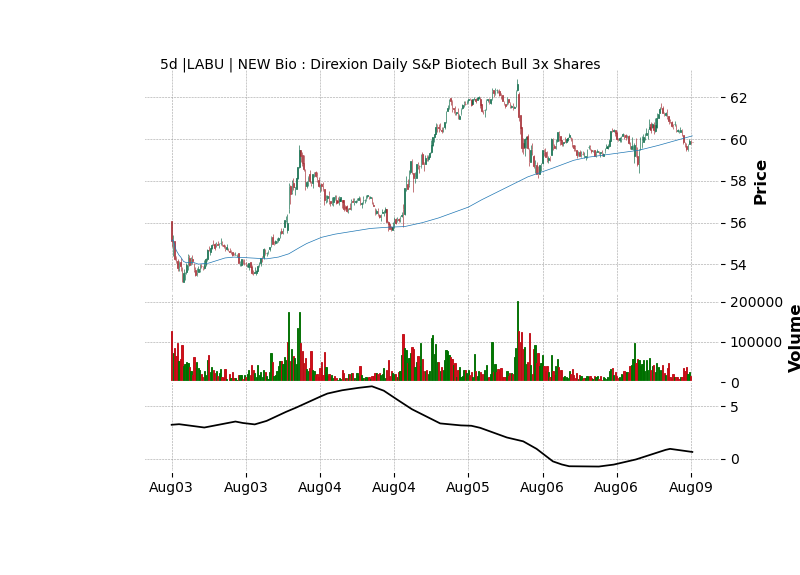 5d |LABU | NEW Bio : Direxion Daily S&P Biotech Bull 3x Shares
62
60
58
56
54
Price
200000
100000
0
Volume
5
0
Aug03 Aug03 Aug04 Aug04 Aug05 Aug06 Aug06 Aug09